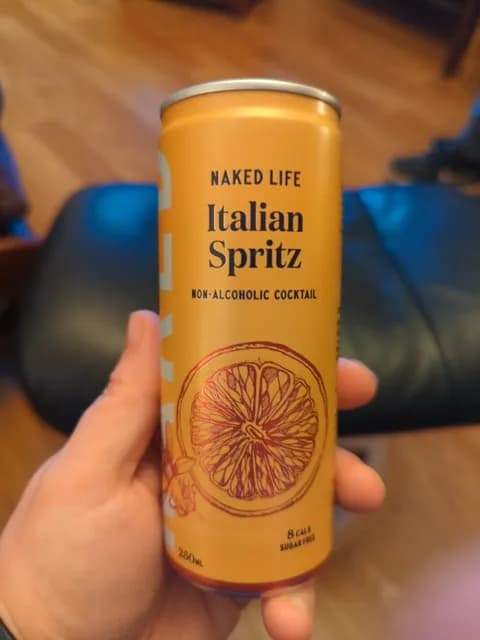 NAKED LIFE
Italian
Spritz
NON-ALCOHOLIC COCKTAIL
8 CALS
SUGAR FREE
250ML